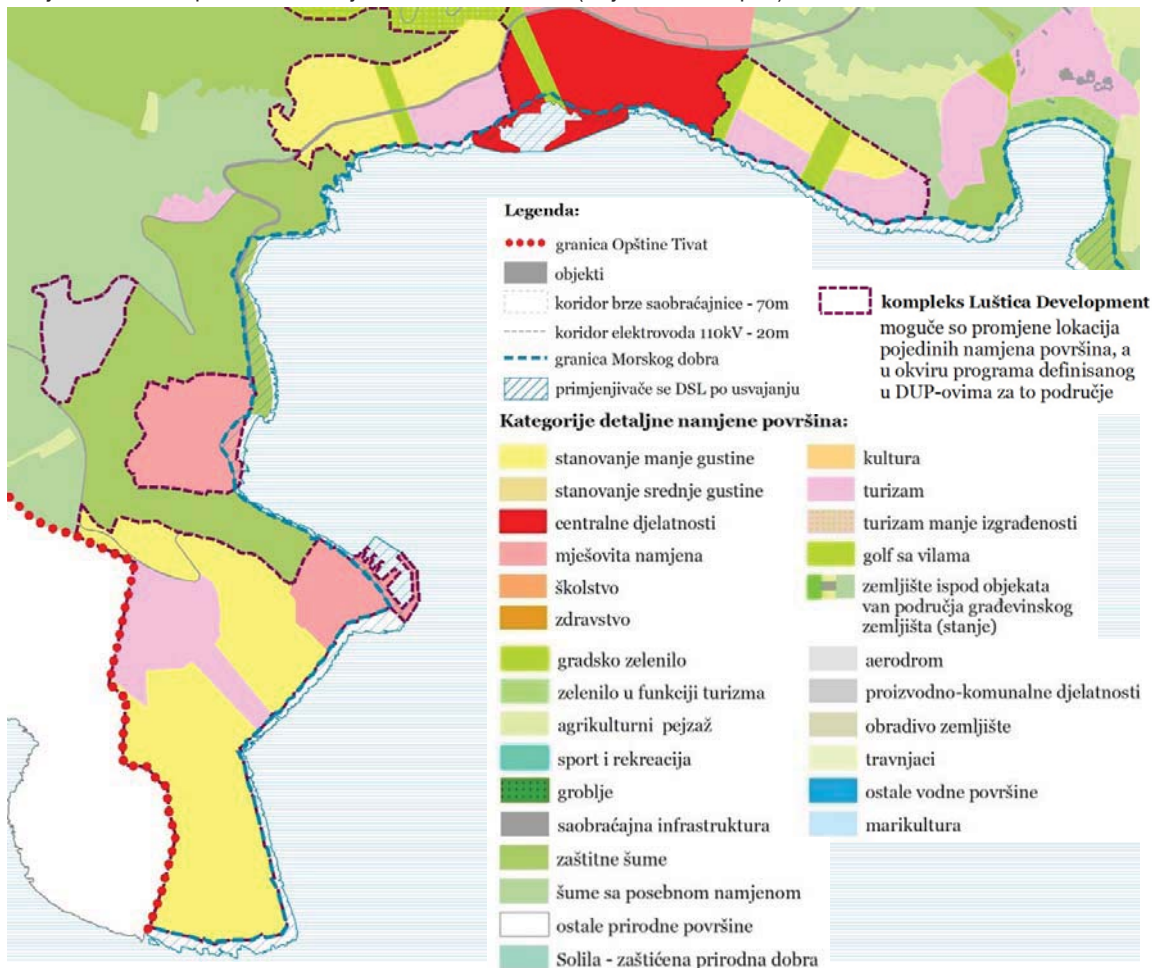 Legenda:
granica Opštine Tivat
objekti
koridor brze saobraćajnice - 70m
koridor elektrovoda 110kV - 20m
granica Morskog dobra
primjenjivaće se DSL po usvajanju
kompleks Luštica Development
moguče so promjene lokacija
pojedinih namjena površina, a
u okviru programa definisanog
u DUP-ovima za to područje
Kategorije detaljne namjene površina:
stanovanje manje gustine
stanovanje srednje gustine
centralne djelatnosti
mješovita namjena
školstvo
zdravstvo
gradsko zelenilo
zelenilo u funkciji turizma
agrikulturni pejzaž
sport i rekreacija
groblje
saobraćajna infrastruktura
zaštitne šume
šume sa posebnom namjenom
ostale prirodne površine
Solila - zaštićena prirodna dobra
kultura
turizam
turizam manje izgrađenosti
golf sa vilama
zemljište ispod objekata
van područja građevinskog
zemljišta (stanje)
aerodrom
proizvodno-komunalne djelatnosti
obradivo zemljište
travnjaci
ostale vodne površine
marikultura